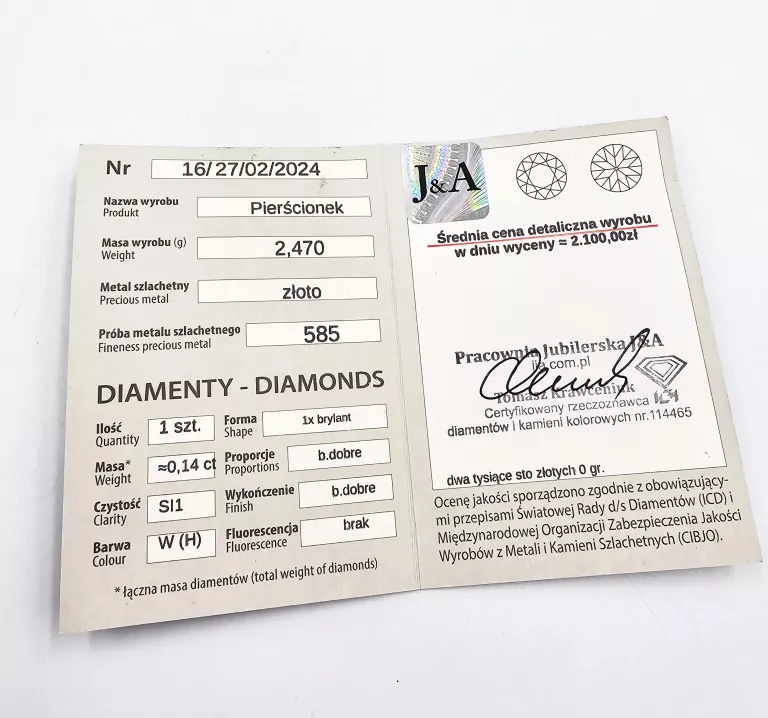 Nr 16/27/02/2024
Nazwa wyrobu
Produkt
Pierścionek
Masa wyrobu (g)
Weight
2,470
Metal szlachetny
Precious metal
złoto
Próba metalu szlachetnego
Fineness precious metal
585
DIAMENTY - DIAMONDS
Ilość
Quantity
1 szt.
Forma
Shape
1x brylant
Masa*
Weight
≈0,14 ct
Proporcje
Proportions
b.dobre
Czystość
Clarity
SI1
Wykończenie
Finish
b.dobre
Barwa
Colour
W (H)
Fluorescencja
Fluorescence
brak
* łączna masa diamentów (total weight of diamonds)
J&A
Średnia cena detaliczna wyrobu
w dniu wyceny ≈ 2.100,00zł
Pracownia Jubilerska J&A
.com.pl
Tomasz Krawczeniuk
Certyfikowany rzeczoznawca
diamentów i kamieni kolorowych nr.114465
dwa tysiące sto złotych 0 gr.
Ocenę jakości sporządzono zgodnie z obowiązujący-
mi przepisami Światowej Rady d/s Diamentów (ICD) i
Międzynarodowej Organizacji Zabezpieczenia Jakości
Wyrobów z Metali i Kamieni Szlachetnych (CIBJO).